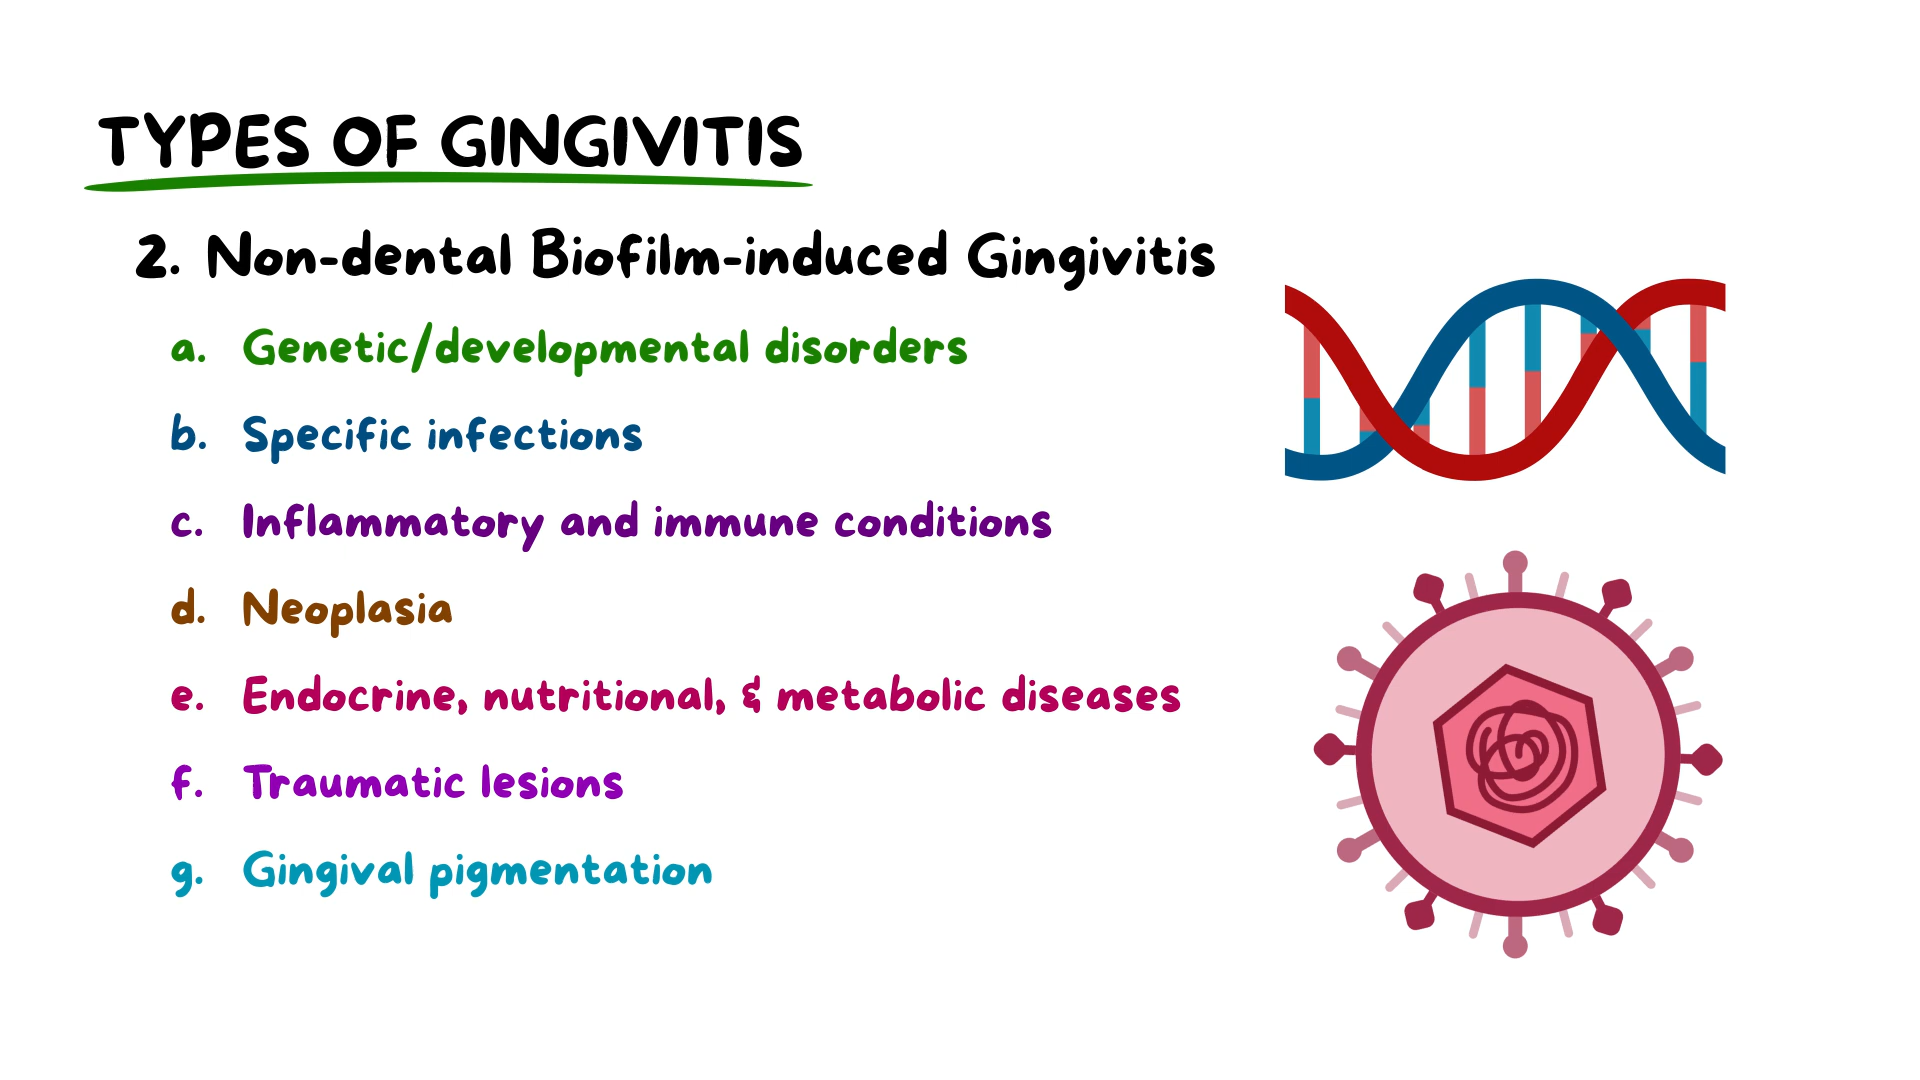 TYPES OF GINGIVITIS
2. Non-dental Biofilm-induced Gingivitis
a. Genetic/developmental disorders
b. Specific infections
c. Inflammatory and immune conditions
d. Neoplasia
e. Endocrine, nutritional, & metabolic diseases
f. Traumatic lesions
g. Gingival pigmentation